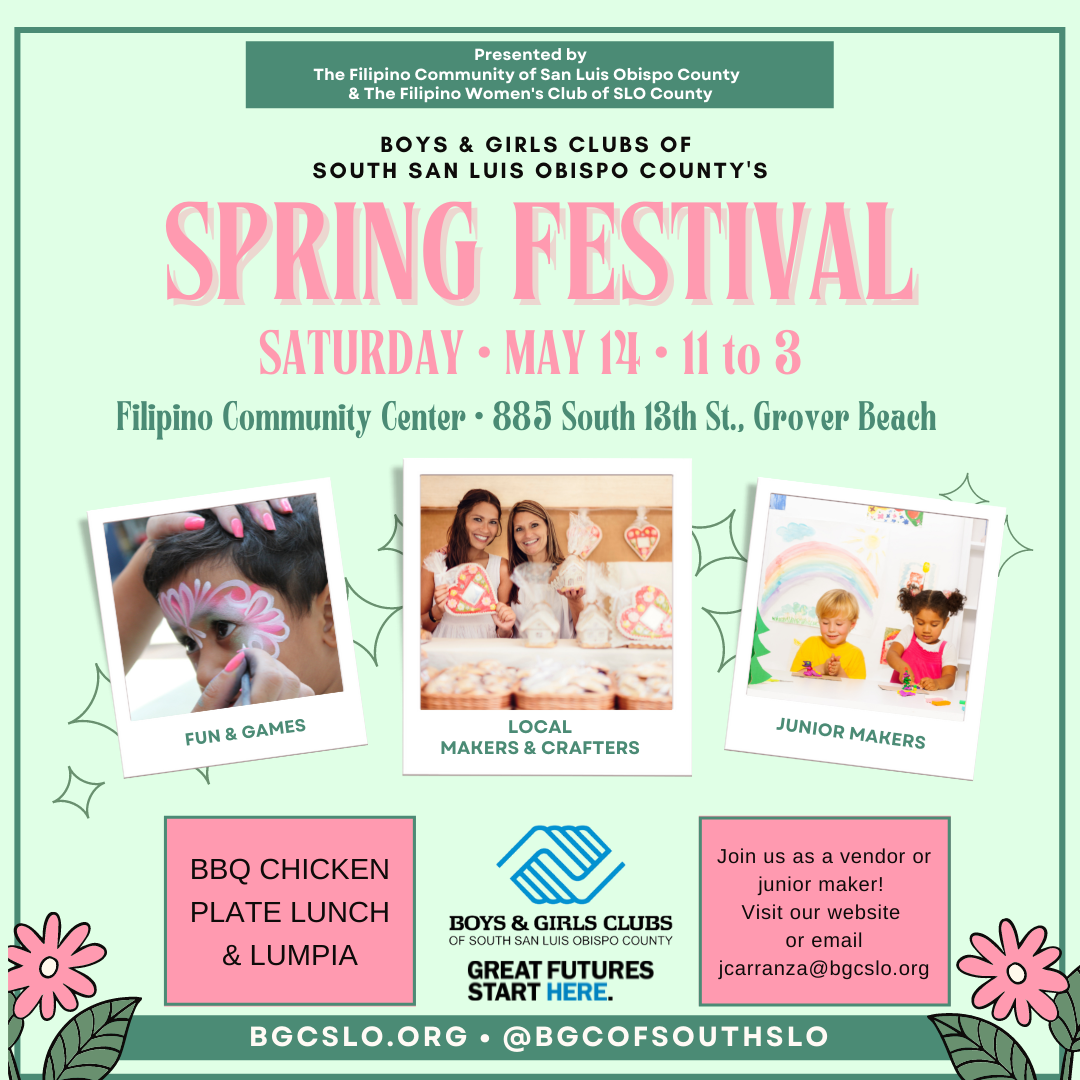 Presented by
The Filipino Community of San Luis Obispo County
& The Filipino Women's Club of SLO County
BOYS & GIRLS CLUBS OF
SOUTH SAN LUIS OBISPO COUNTY'S
SPRING FESTIVAL
SATURDAY • MAY 14 • 11 to 3
Filipino Community Center • 885 South 13th St., Grover Beach
FUN & GAMES
LOCAL
MAKERS & CRAFTERS
JUNIOR MAKERS
BBQ CHICKEN
PLATE LUNCH
& LUMPIA
BOYS & GIRLS CLUBS
OF SOUTH SAN LUIS OBISPO COUNTY
GREAT FUTURES
START HERE.
Join us as a vendor or
junior maker!
Visit our website
or email
jcarranza@bgcslo.org
BGCSLO.ORG • @BGCOFSOUTHSLO